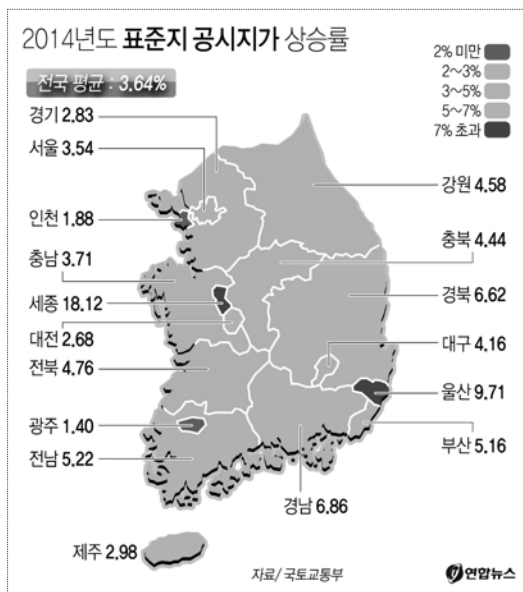 2014년도 표준지 공시지가 상승률
전국 평균 : 3.64%
2% 미만
2~3%
3~5%
5~7%
7% 초과
경기 2.83
서울 3.54
인천 1.88
충남 3.71
세종 18.12
대전 2.68
전북 4.76
광주 1.40
전남 5.22
제주 2.98
강원 4.58
충북 4.44
경북 6.62
대구 4.16
울산 9.71
부산 5.16
경남 6.86
자료/ 국토교통부
y 연합뉴스